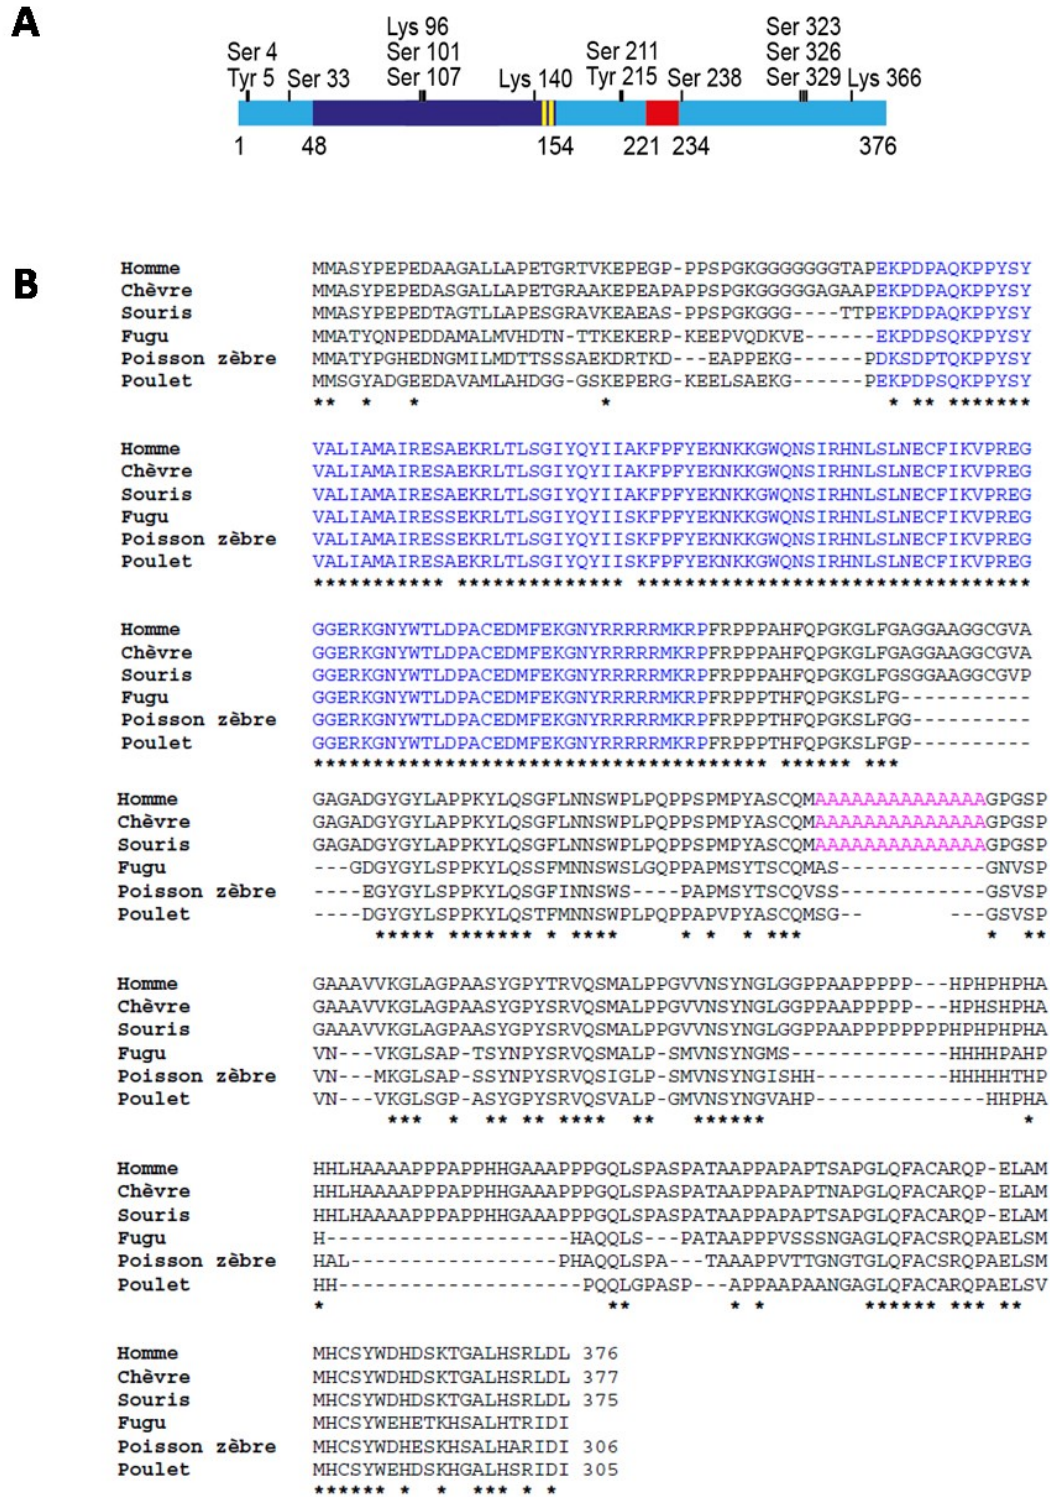 A
Lys 96
Ser 323
Ser 4
Ser 101
Ser 211
Ser 326
Tyr 5
Ser 33
Ser 107
Lys 140
Tyr 215
Ser 238
Ser 329
Lys 366
1
48
154
221
234
376
B
Homme MMASYPEPEDAAGALLAPETGRTVKEPEGP-PPSPGKGGGGGGGTAPEKPDPAQKPPYSY
Chèvre MMASYPEPEDASGALLAPETGRAAKEPEAPAPPSPGKGGGGGAGAAPEKPDPAQKPPYSY
Souris MMASYPEPEDTAGTLLAPESGRAVKEAEAS-PPSPGKGGG----TTPEKPDPAQKPPYSY
Fugu MMATYQNPEDDAMALMVHDTN-TTKEKERP-KEEPVQDKVE------EKPDPSQKPPYSY
Poisson zèbre MMATYPGHEDNGMILMDTTSSSAEKDRTKD---EAPPEKG------PDKSDPTQKPPYSY
Poulet MMSGYADGEEDAVAMLAHDGG-GSKEPERG-KEELSAEKG------PEKPDPSQKPPYSY
** * * * * ** *******
Homme VALIAMAIRESAEKRLTLSGIYQYIIAKFPFYEKNKKGWQNSIRHNLSLNECFIKVPREG
Chèvre VALIAMAIRESAEKRLTLSGIYQYIIAKFPFYEKNKKGWQNSIRHNLSLNECFIKVPREG
Souris VALIAMAIRESAEKRLTLSGIYQYIIAKFPFYEKNKKGWQNSIRHNLSLNECFIKVPREG
Fugu VALIAMAIRESSEKRLTLSGIYQYIISKFPFYEKNKKGWQNSIRHNLSLNECFIKVPREG
Poisson zèbre VALIAMAIRESSEKRLTLSGIYQYIISKFPFYEKNKKGWQNSIRHNLSLNECFIKVPREG
Poulet VALIAMAIRESAEKRLTLSGIYQYIISKFPFYEKNKKGWQNSIRHNLSLNECFIKVPREG
*********** ************** *********************************
Homme GGERKGNYWTLDPACEDMFEKGNYRRRRRMKRPFRPPPAHFQPGKGLFGAGGAAGGCGVA
Chèvre GGERKGNYWTLDPACEDMFEKGNYRRRRRMKRPFRPPPAHFQPGKGLFGAGGAAGGCGVA
Souris GGERKGNYWTLDPACEDMFEKGNYRRRRRMKRPFRPPPAHFQPGKGLFGSGGAAGGCGVP
Fugu GGERKGNYWTLDPACEDMFEKGNYRRRRRMKRPFRPPPTHFQPGKSLFG-----------
Poisson zèbre GGERKGNYWTLDPACEDMFEKGNYRRRRRMKRPFRPPPTHFQPGKSLFGG----------
Poulet GGERKGNYWTLDPACEDMFEKGNYRRRRRMKRPFRPPPTHFQPGKSLFGP----------
************************************** ****** ***
Homme GAGADGYGYLAPPKYLQSGFLNNSWPLPQPPSPMPYASCQMAAAAAAAAAAAAAAGPGSP
Chèvre GAGADGYGYLAPPKYLQSGFLNNSWPLPQPPSPMPYASCQMAAAAAAAAAAAAAAGPGSP
Souris GAGADGYGYLAPPKYLQSGFLNNSWPLPQPPSPMPYASCQMAAAAAAAAAAAAAAGPGSP
Fugu ---GDGYGYLSPPKYLQSSFMNNSWSLGQPPAPMSYTSCQMAS------------GNVSP
Poisson zèbre ----EGYGYLSPPKYLQSGFINNSWS----PAPMSYTSCQVSS------------GSVSP
Poulet ----DGYGYLSPPKYLQSTFMNNSWPLPQPPAPVPYASCQMSG-- ---GSVSP
***** ******* * **** * * * *** * **
Homme GAAAVVKGLAGPAASYGPYTRVQSMALPPGVVNSYNGLGGPPAAPPPPP---HPHPHPHA
Chèvre GAAAVVKGLAGPAASYGPYSRVQSMALPPGVVNSYNGLGGPPAAPPPPP---HPHSHPHA
Souris GAAAVVKGLAGPAASYGPYSRVQSMALPPGVVNSYNGLGGPPAAPPPPPPPPHPHPHPHA
Fugu VN---VKGLSAP-TSYNPYSRVQSMALP-SMVNSYNGMS-------------HHHHPAHP
Poisson zèbre VN---MKGLSAP-SSYNPYSRVQSIGLP-SMVNSYNGISHH-----------HHHHHTHP
Poulet VN---VKGLSGP-ASYGPYSRVQSVALP-GMVNSYNGVAHP--------------HHPHA
*** * ** ** **** ** ****** *
Homme HHLHAAAAPPPAPPHHGAAAPPPGQLSPASPATAAPPAPAPTSAPGLQFACARQP-ELAM
Chèvre HHLHAAAAPPPAPPHHGAAAPPPGQLSPASPATAAPPAPAPTNAPGLQFACARQP-ELAM
Souris HHLHAAAAPPPAPPHHGAAAPPPGQLSPASPATAAPPAPAPTSAPGLQFACARQP-ELAM
Fugu H--------------------HAQQLS---PATAAPPPVSSSNGAGLQFACSRQPAELSM
Poisson zèbre HAL-----------------PHAQQLSPA---TAAAPPVTTGNGTGLQFACSRQPAELSM
Poulet HH--------------------PQQLGPASP---APPAAPAANGAGLQFACARQPAELSV
* ** * * ****** *** **
Homme MHCSYWDHDSKTGALHSRLDL 376
Chèvre MHCSYWDHDSKTGALHSRLDL 377
Souris MHCSYWDHDSKTGALHSRLDL 375
Fugu MHCSYWEHETKHSALHTRIDI
Poisson zèbre MHCSYWDHESKHSALHARIDI 306
Poulet MHCSYWEHDSKHGALHSRIDI 305
****** * * *** * *